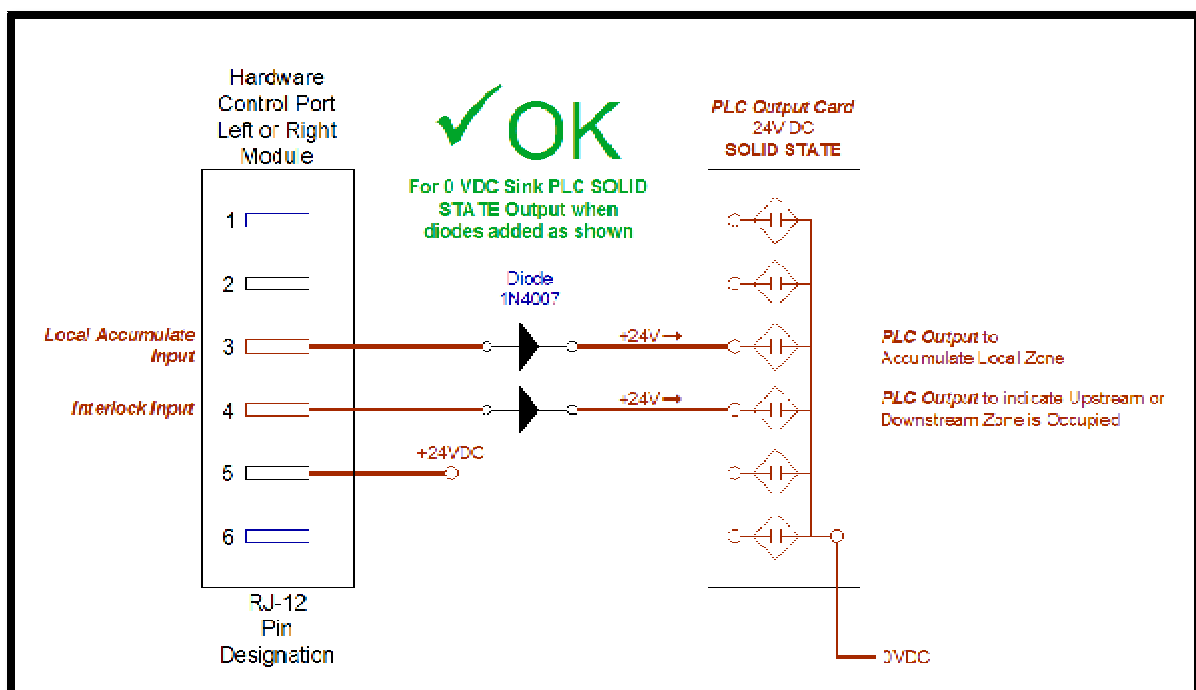 Hardware
Control Port
Left or Right
Module
OK
For 0 VDC Sink PLC SOLID
STATE Output when
diodes added as shown
PLC Output Card
24V DC
SOLID STATE
1
2
Diode
1N4007
Local Accumulate
Input
3
+24V
PLC Output to
Accumulate Local Zone
Interlock Input
4
+24V
PLC Output to indicate Upstream or
Downstream Zone is Occupied
+24VDC
5
6
RJ-12
Pin
Designation
0VDC